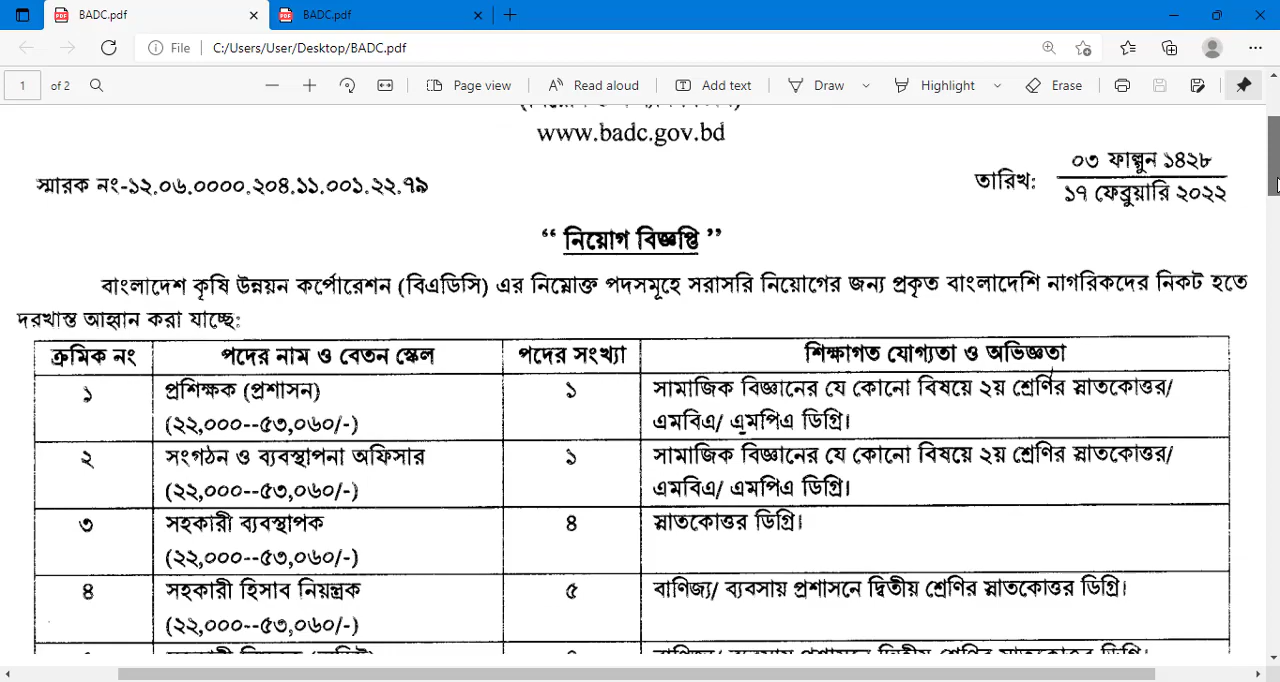 BADC.pdf
BADC.pdf
File C:/Users/User/Desktop/BADC.pdf
1 of 2 Page view Read aloud Add text Draw Highlight Erase
www.badc.gov.bd
স্মারক নং-১২.০৬.০০০০.২০৪.১১.০০১.২২.৭৯
তারিখ: ০৩ ফাল্গুন ১৪২৮
১৭ ফেব্রুয়ারি ২০২২
“ নিয়োগ বিজ্ঞপ্তি ”
বাংলাদেশ কৃষি উন্নয়ন কর্পোরেশন (বিএডিসি) এর নিম্নোক্ত পদসমূহে সরাসরি নিয়োগের জন্য প্রকৃত বাংলাদেশি নাগরিকদের নিকট হতে
দরখাস্ত আহ্বান করা যাচ্ছে:
ক্রমিক নং পদের নাম ও বেতন স্কেল পদের সংখ্যা শিক্ষাগত যোগ্যতা ও অভিজ্ঞতা
১ প্রশিক্ষক (প্রশাসন) ১ সামাজিক বিজ্ঞানের যে কোনো বিষয়ে ২য় শ্রেণির স্নাতকোত্তর/
(২২,০০০--৫৩,০৬০/-) এমবিএ/ এমপিএ ডিগ্রি।
২ সংগঠন ও ব্যবস্থাপনা অফিসার ১ সামাজিক বিজ্ঞানের যে কোনো বিষয়ে ২য় শ্রেণির স্নাতকোত্তর/
(২২,০০০--৫৩,০৬০/-) এমবিএ/ এমপিএ ডিগ্রি।
৩ সহকারী ব্যবস্থাপক ৪ স্নাতকোত্তর ডিগ্রি।
(২২,০০০--৫৩,০৬০/-)
৪ সহকারী হিসাব নিয়ন্ত্রক ৫ বাণিজ্য/ ব্যবসায় প্রশাসনে দ্বিতীয় শ্রেণির স্নাতকোত্তর ডিগ্রি।
(২২,০০০--৫৩,০৬০/-)